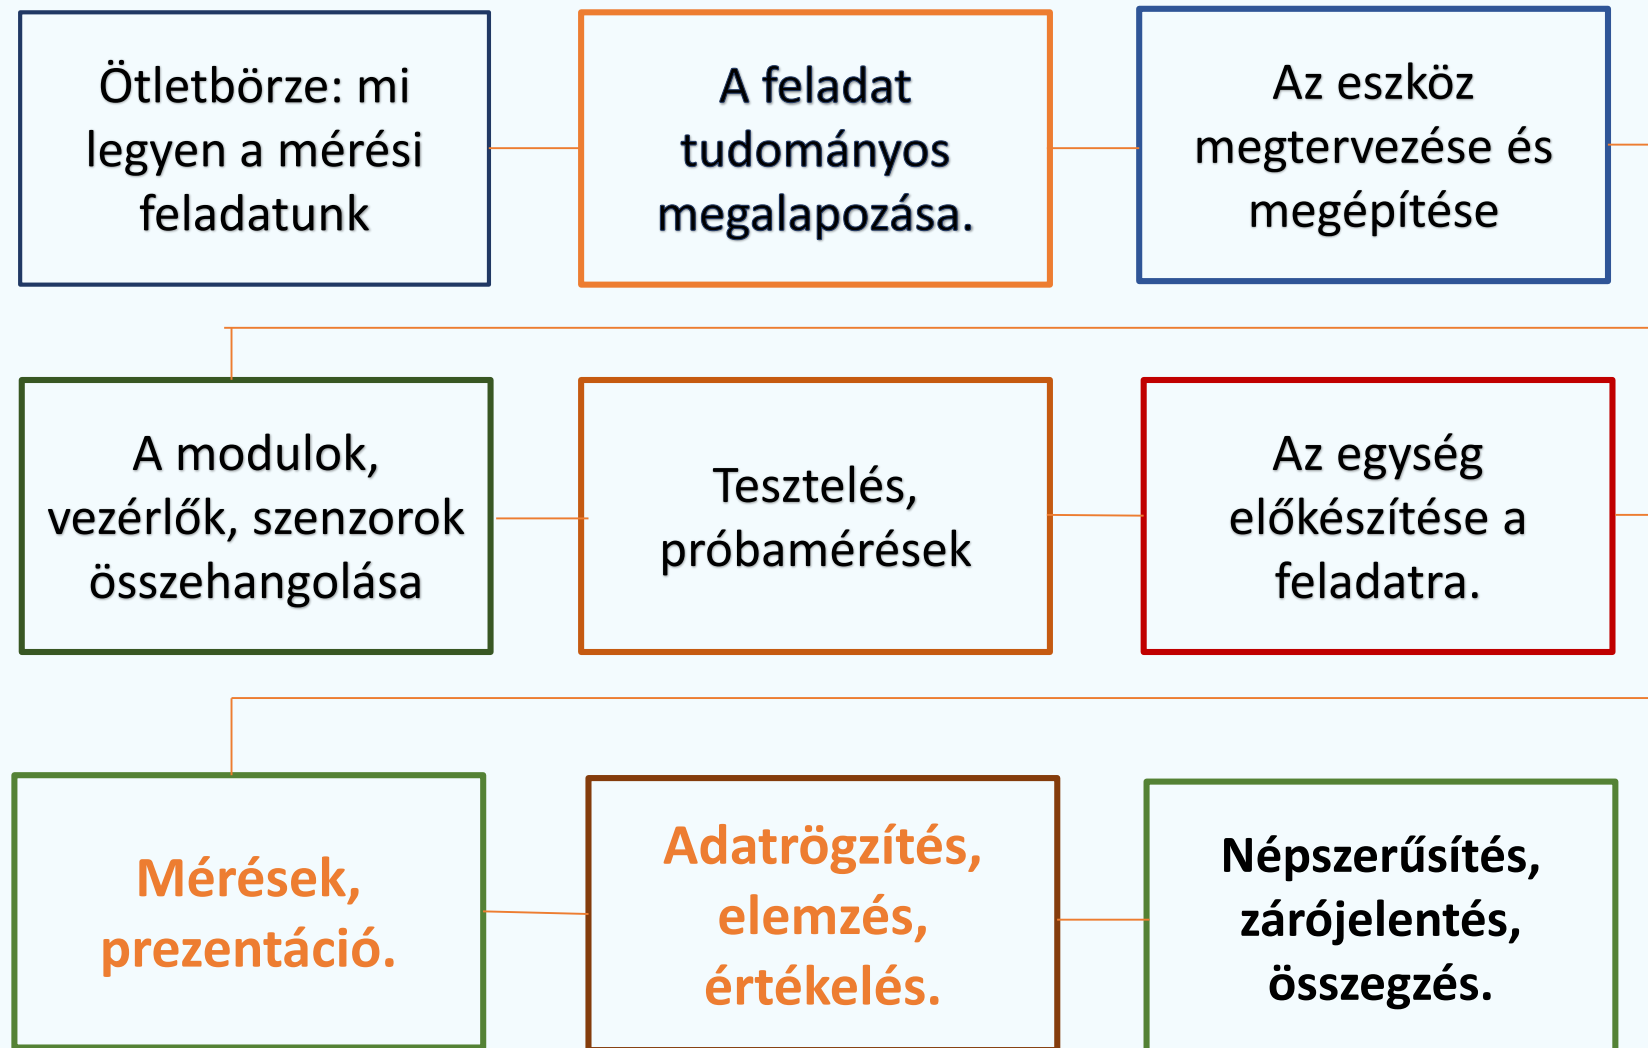 Ötletbörze: mi
legyen a mérési
feladatunk
A feladat
tudományos
megalapozása.
Az eszköz
megtervezése és
megépítése
A modulok,
vezérlők, szenzorok
összehangolása
Tesztelés,
próbamérések
Az egység
előkészítése a
feladatra.
Mérések,
prezentáció.
Adatrögzítés,
elemzés,
értékelés.
Népszerűsítés,
zárójelentés,
összegzés.